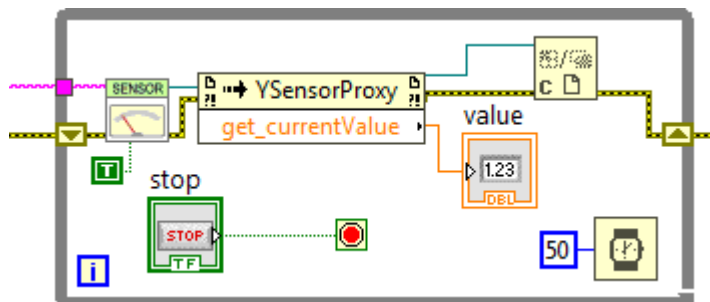 SENSOR
?!
YSensorProxy
?!
get_currentValue
C
value
1.23
DBL
T
stop
STOP
TF
i
50